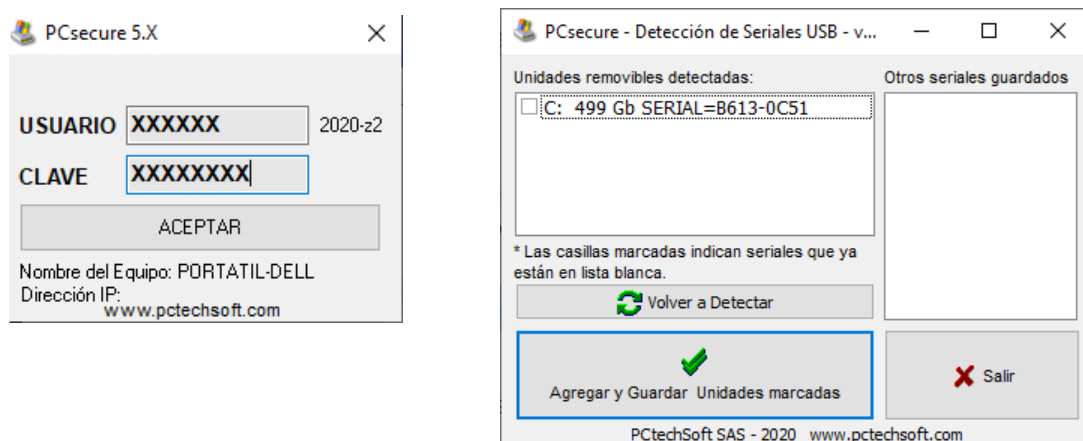 PCsecure 5.X
USUARIO XXXXXX 2020-z2
CLAVE XXXXXXXX
ACEPTAR
Nombre del Equipo: PORTATIL-DELL
Dirección IP:
www.pctechsoft.com
PCsecure - Detección de Seriales USB - v...
Unidades removibles detectadas:
C: 499 Gb SERIAL=B613-0C51
* Las casillas marcadas indican seriales que ya
están en lista blanca.
Volver a Detectar
Agregar y Guardar Unidades marcadas
Otros seriales guardados
Salir
PCtechSoft SAS - 2020 www.pctechsoft.com